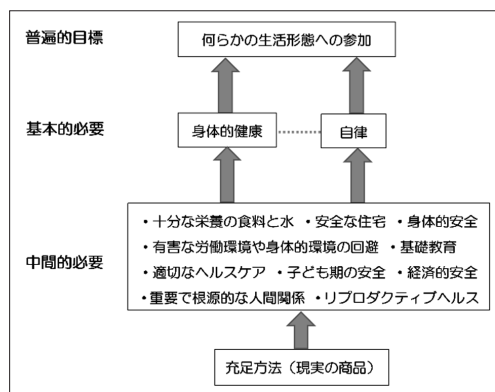 普遍的目標
何らかの生活形態への参加
基本的必要
身体的健康
自律
中間的必要
・十分な栄養の食料と水 ・安全な住宅 ・身体的安全
・有害な労働環境や身体的環境の回避 ・基礎教育
・適切なヘルスケア ・子ども期の安全 ・経済的安全
・重要で根源的な人間関係 ・リプロダクティブヘルス
充足方法（現実の商品）